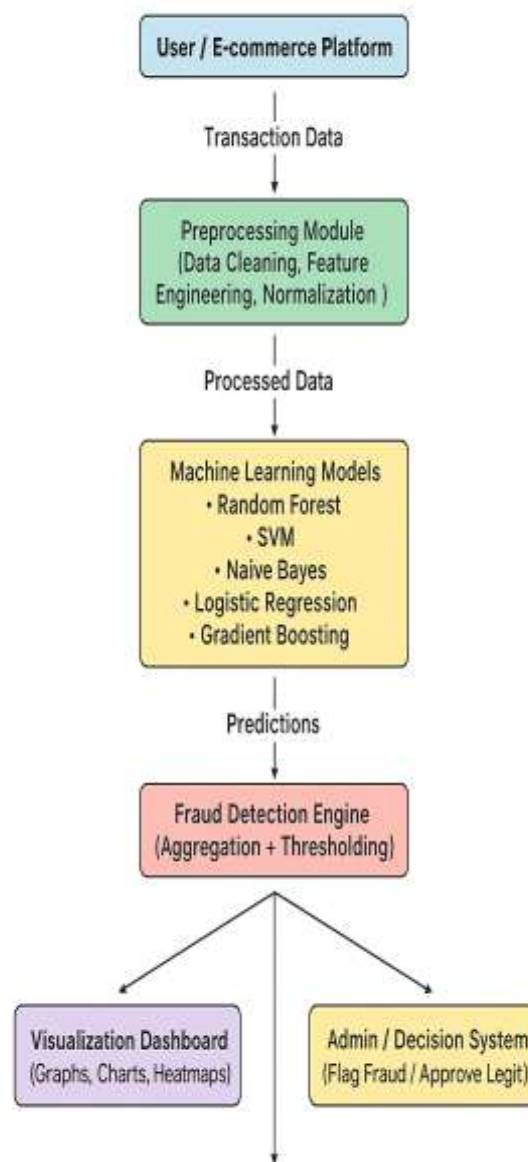 User / E-commerce Platform
Transaction Data
Preprocessing Module
(Data Cleaning, Feature
Engineering, Normalization )
Processed Data
Machine Learning Models
• Random Forest
• SVM
• Naive Bayes
• Logistic Regression
• Gradient Boosting
Predictions
Fraud Detection Engine
(Aggregation + Thresholding)
Visualization Dashboard
(Graphs, Charts, Heatmaps)
Admin / Decision System
(Flag Fraud / Approve Legit)